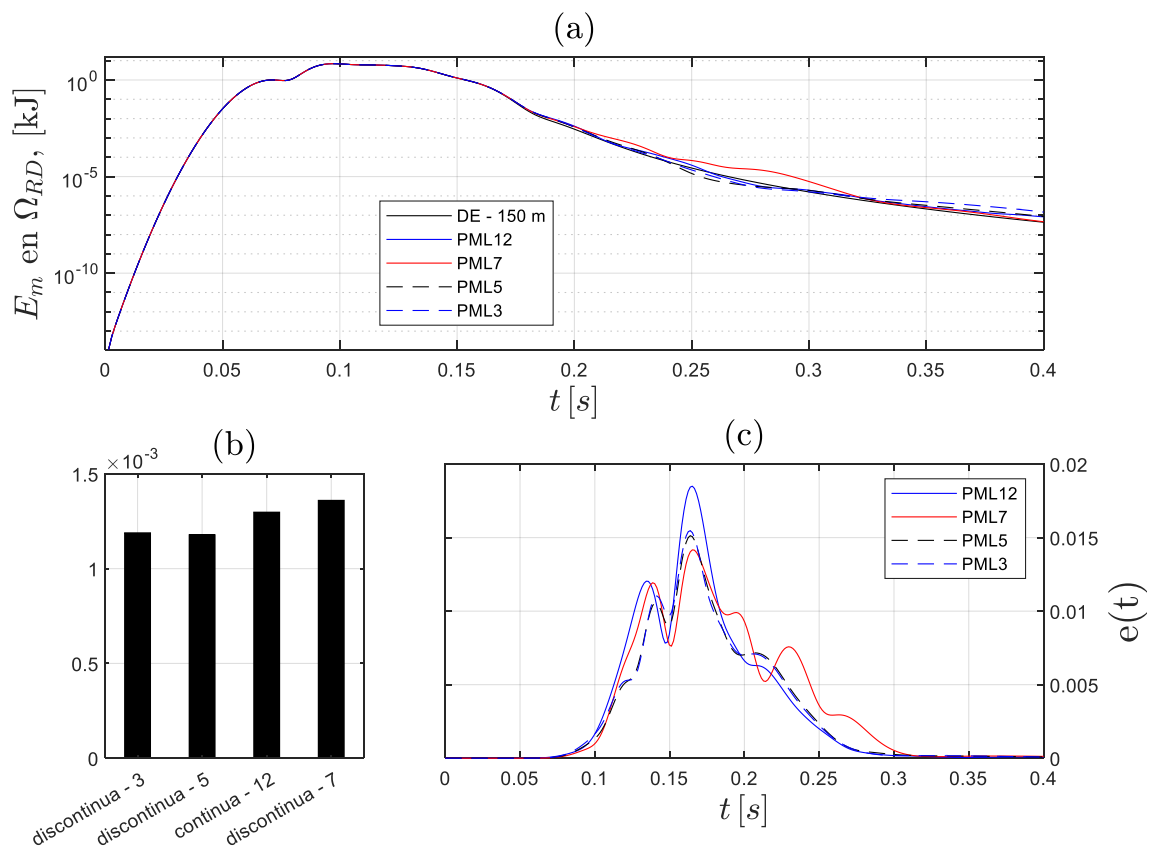 (a)
E_m en Ω_{RD}, [kJ]
10^0
10^{-5}
10^{-10}
DE - 150 m
PML12
PML7
PML5
PML3
0 0.05 0.1 0.15 0.2 0.25 0.3 0.35 0.4
t [s]
(b)
×10^{-3}
1.5
1
0.5
0
discontinua - 3
discontinua - 5
continua - 12
discontinua - 7
(c)
PML12
PML7
PML5
PML3
0.02
0.015
0.01
0.005
0
e(t)
0 0.05 0.1 0.15 0.2 0.25 0.3 0.35 0.4
t [s]